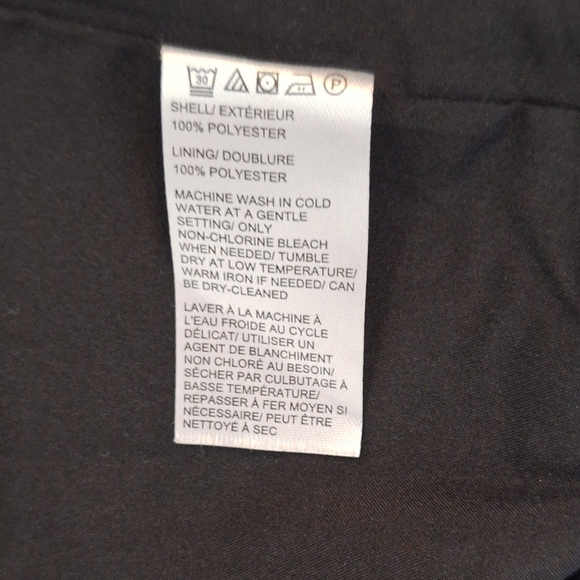 30 P
SHELL/ EXTÉRIEUR
100% POLYESTER
LINING/ DOUBLURE
100% POLYESTER
MACHINE WASH IN COLD
WATER AT A GENTLE
SETTING/ ONLY
NON-CHLORINE BLEACH
WHEN NEEDED/ TUMBLE
DRY AT LOW TEMPERATURE/
WARM IRON IF NEEDED/ CAN
BE DRY-CLEANED
LAVER À LA MACHINE À
L'EAU FROIDE AU CYCLE
DÉLICAT/ UTILISER UN
AGENT DE BLANCHIMENT
NON CHLORÉ AU BESOIN/
SÉCHER PAR CULBUTAGE À
BASSE TEMPÉRATURE/
REPASSER À FER MOYEN SI
NÉCESSAIRE/ PEUT ÊTRE
NETTOYÉ À SEC